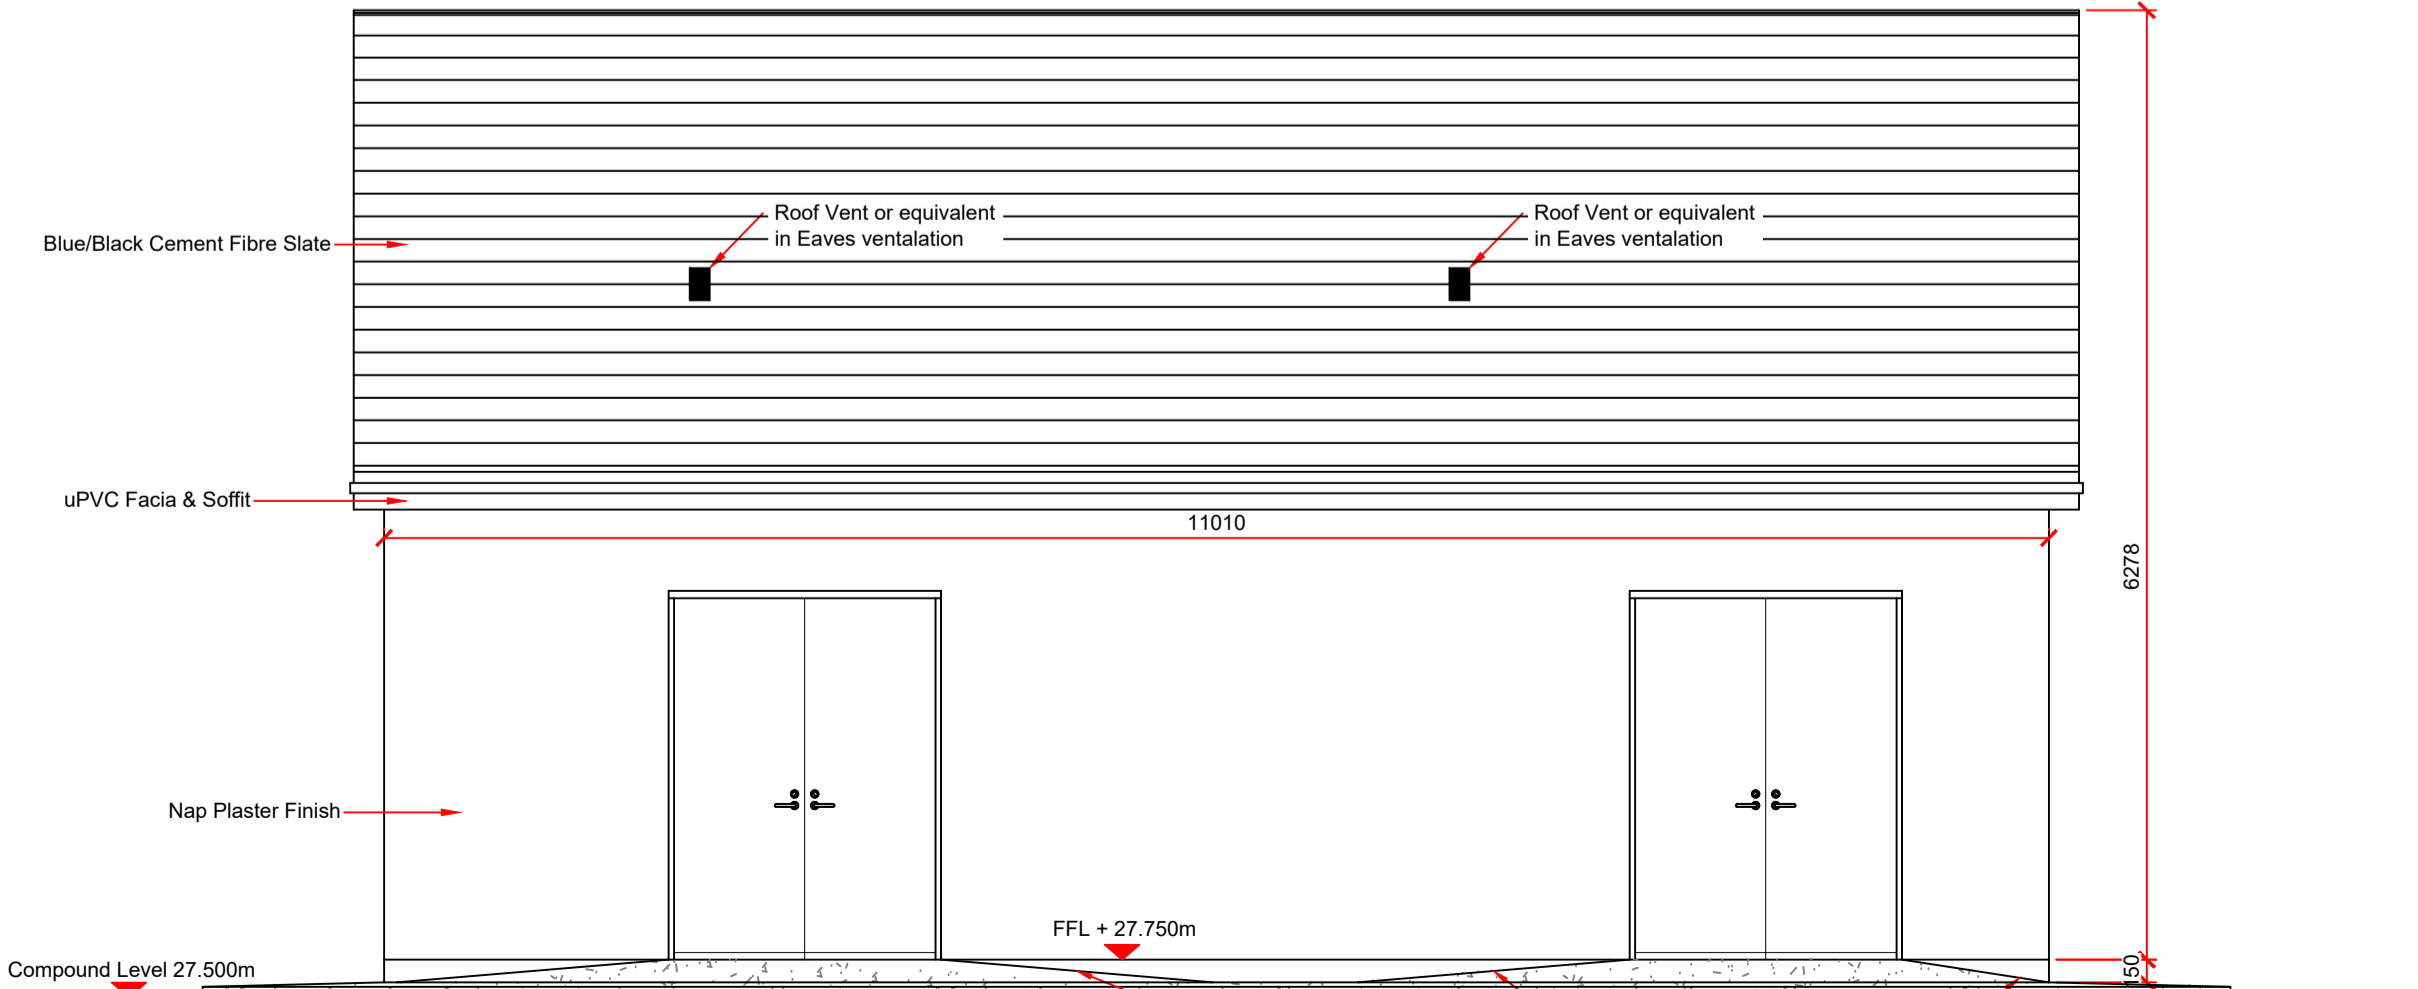 Roof Vent or equivalent
in Eaves ventalation
Roof Vent or equivalent
in Eaves ventalation
Blue/Black Cement Fibre Slate
uPVC Facia & Soffit
11010
6278
Nap Plaster Finish
FFL + 27.750m
Compound Level 27.500m
150